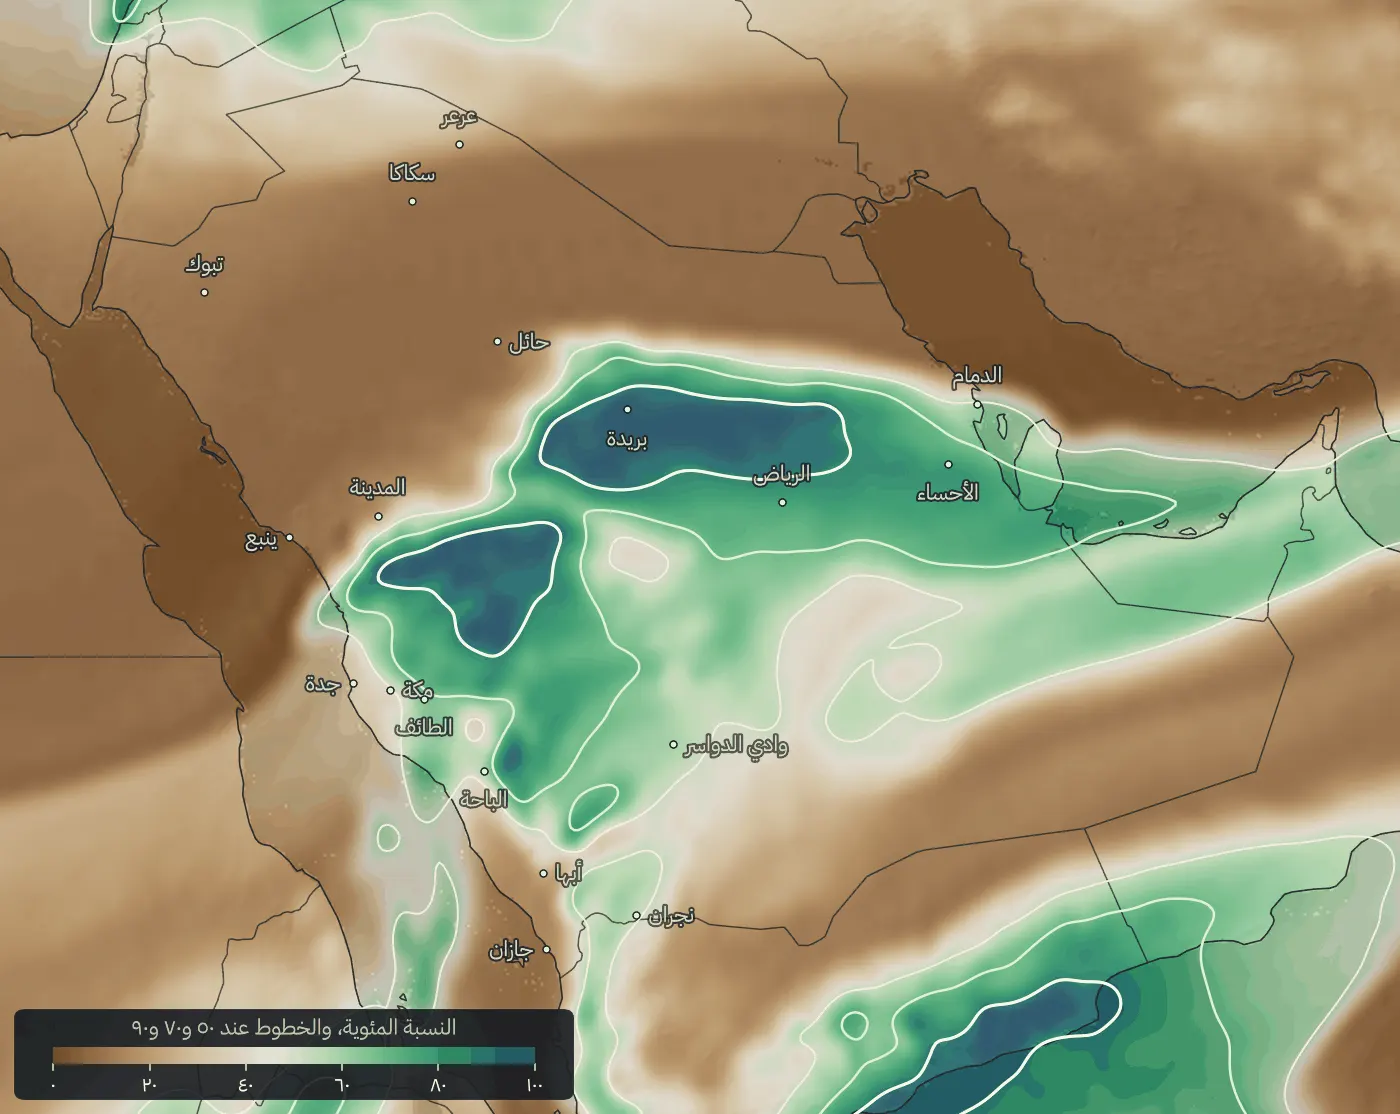 عرعر
سكاكا
تبوك
حائل
الدمام
بريدة
الرياض
الأحساء
المدينة
ينبع
جدة
مكة
الطائف
وادي الدواسر
الباحة
أبها
نجران
جازان
النسبة المئوية، والخطوط عند ٥٠ و٧٠ و٩٠
٠ ٢٠ ٤٠ ٦٠ ٨٠ ١٠٠